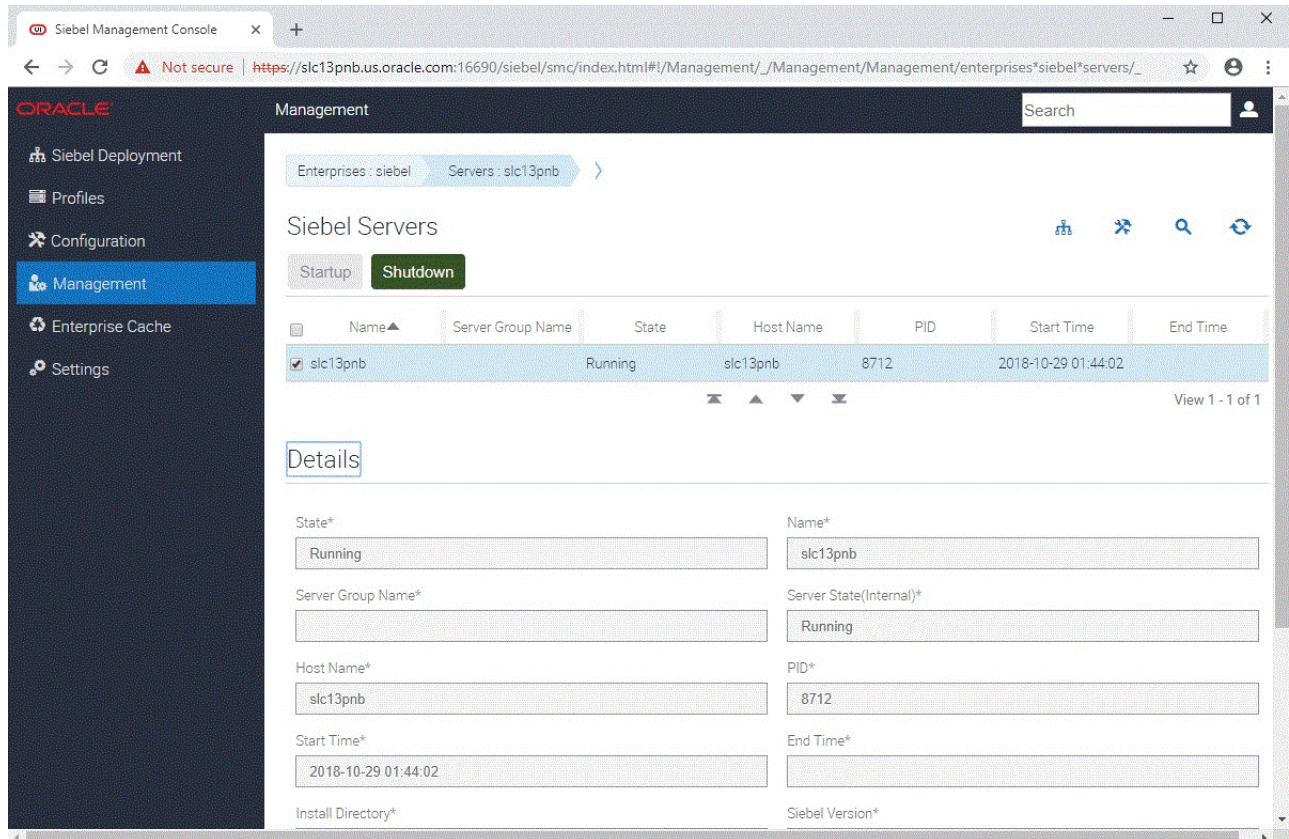 Siebel Management Console
Not secure | https://slc13pnb.us.oracle.com:16690/siebel/smc/index.html#!/Management/_/Management/Management/enterprises*siebel*servers/_
ORACLE
Management
Search
Siebel Deployment
Profiles
Configuration
Management
Enterprise Cache
Settings
Enterprises : siebel
Servers : slc13pnb
Siebel Servers
Startup
Shutdown
Name Server Group Name State Host Name PID Start Time End Time
slc13pnb Running slc13pnb 8712 2018-10-29 01:44:02
View 1 - 1 of 1
Details
State* Name*
Running slc13pnb
Server Group Name* Server State(Internal)*
Running
Host Name* PID*
slc13pnb 8712
Start Time* End Time*
2018-10-29 01:44:02
Install Directory* Siebel Version*